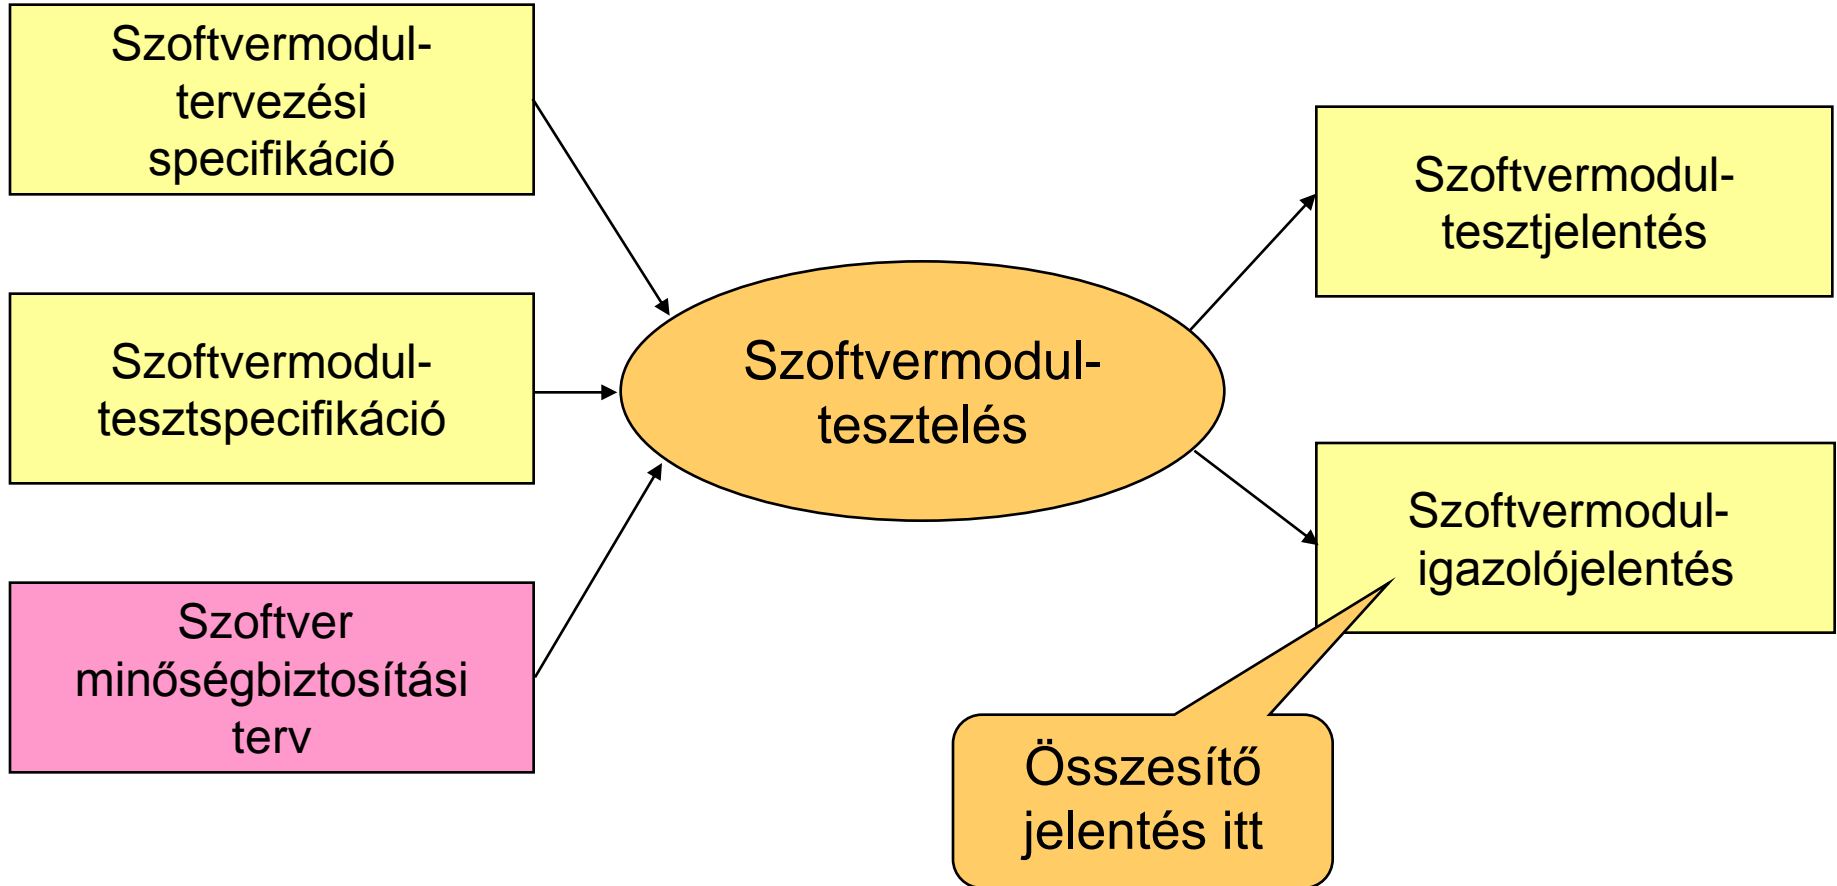 Szoftvermodul-
tervezési
specifikáció
Szoftvermodul-
tesztspecifikáció
Szoftver
minőségbiztosítási
terv
Szoftvermodul-
tesztelés
Szoftvermodul-
tesztjelentés
Szoftvermodul-
igazolójelentés
Összesítő
jelentés itt